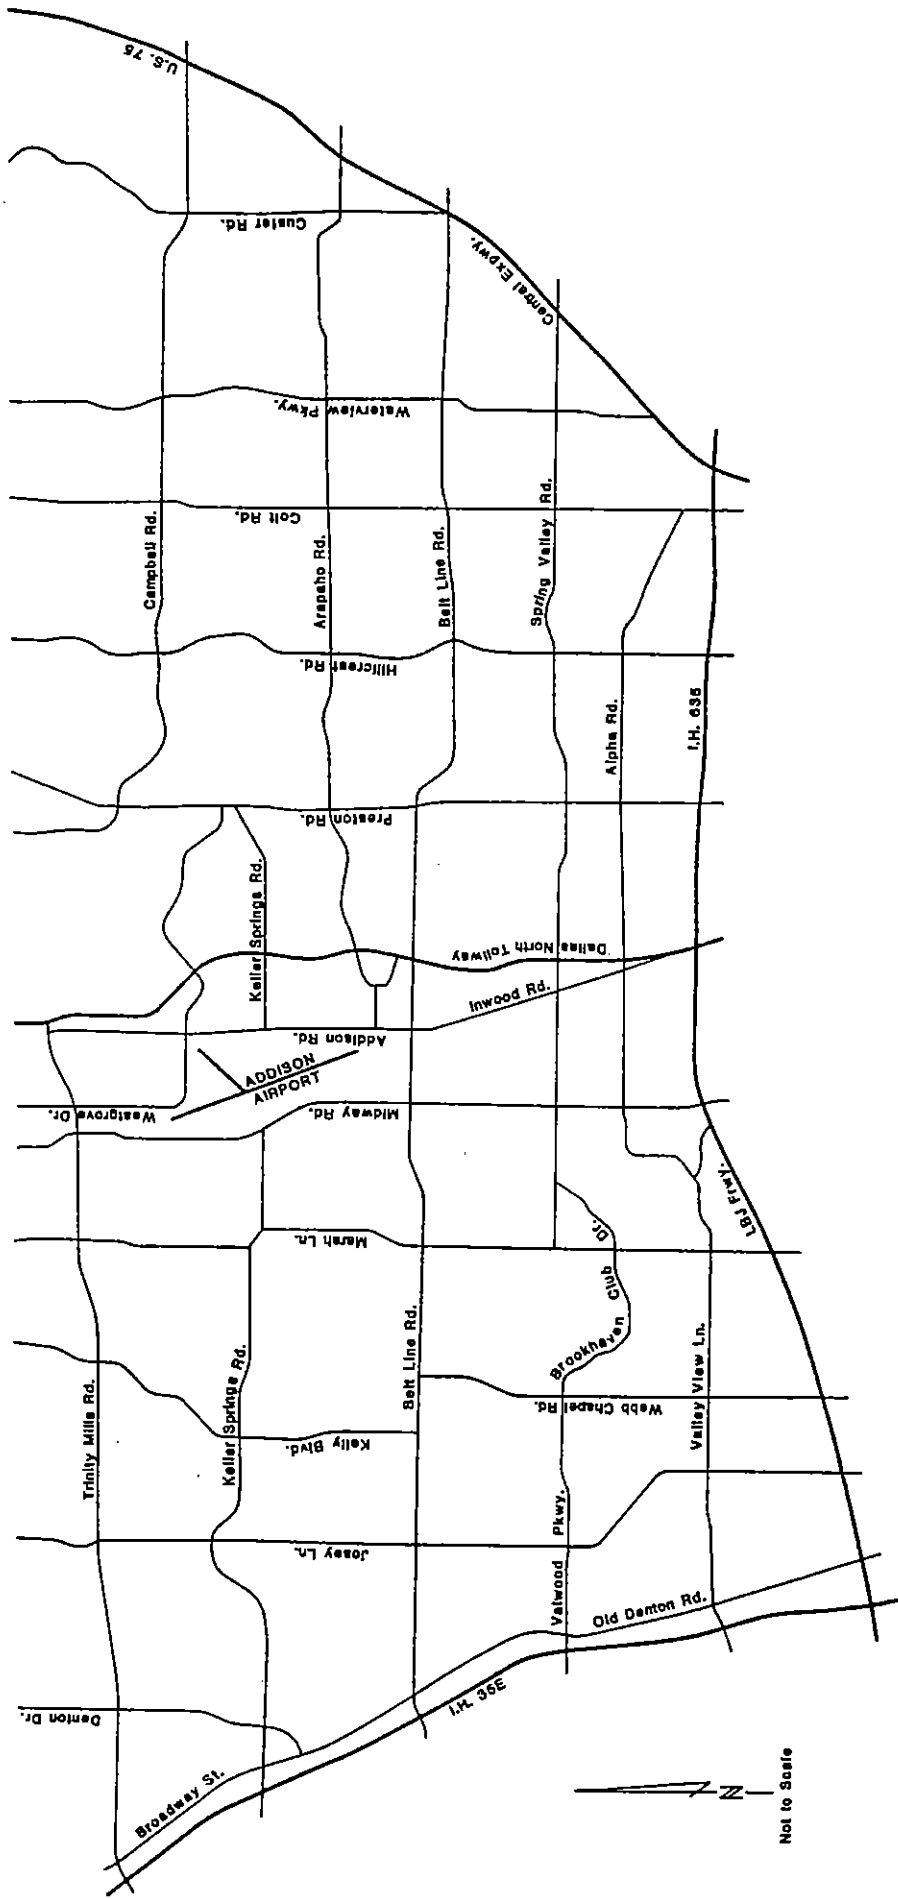 U.S. 75
Custer Rd.
Central Expwy.
Waterview Pkwy.
Coit Rd.
Campbell Rd.
Arapaho Rd.
Belt Line Rd.
Spring Valley Rd.
Hillcrest Rd.
Alpha Rd.
I.H. 635
Preston Rd.
Keller Springs Rd.
Dallas North Tollway
Inwood Rd.
Addison Rd.
ADDISON
AIRPORT
Westgrove Dr.
Midway Rd.
LBJ Frwy.
Marsh Ln.
Brookhaven Club Dr.
Belt Line Rd.
Keller Springs Rd.
Trinity Mills Rd.
Kelly Blvd.
Webb Chapel Rd.
Valley View Ln.
Josey Ln.
Valwood Pkwy.
Old Denton Rd.
I.H. 35E
Denton Dr.
Broadway St.
N
Not to Scale